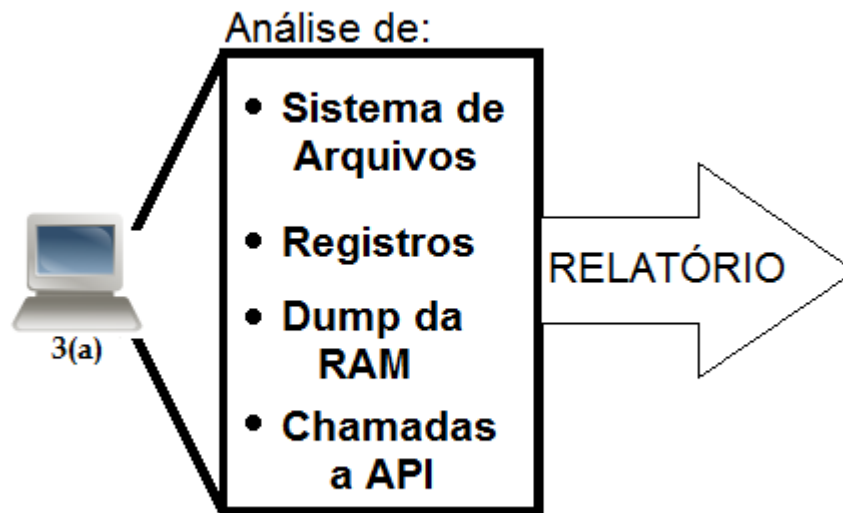 Análise de:
• Sistema de
Arquivos
• Registros
• Dump da
RAM
• Chamadas
a API
3(a)
RELATÓRIO